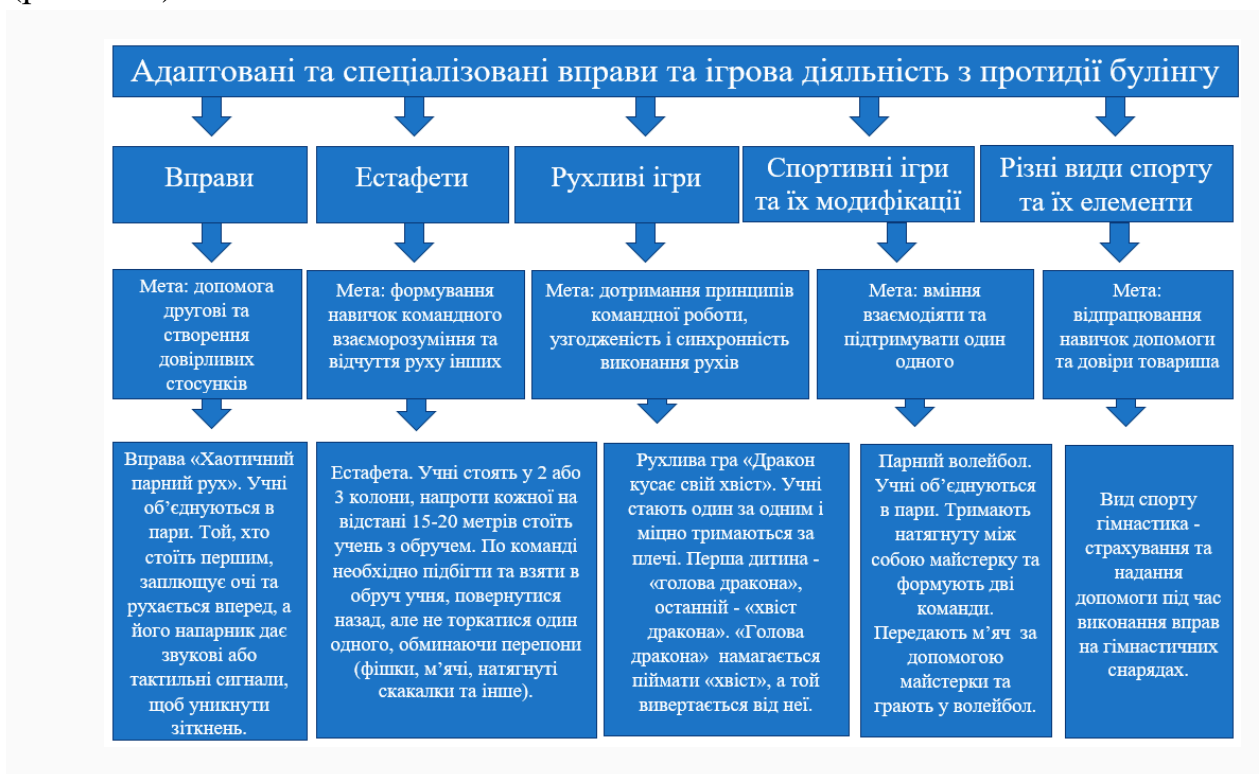 Адаптовані та спеціалізовані вправи та ігрова діяльність з протидії булінгу
Вправи
Естафети
Рухливі ігри
Спортивні ігри
та їх модифікації
Різні види спорту
та їх елементи
Мета: допомога
другові та
створення
довірливих
стосунків
Мета: формування
навичок командного
взаєморозуміння та
відчуття руху інших
Мета: дотримання принципів
командної роботи,
узгодженість і синхронність
виконання рухів
Мета: вміння
взаємодіяти та
підтримувати один
одного
Мета:
відпрацювання
навичок допомоги
та довіри товариша
Вправа «Хаотичний
парний рух». Учні
об’єднуються в
пари. Той, хто
стоїть першим,
заплющує очі та
рухається вперед, а
його напарник дає
звукові або
тактильні сигнали,
щоб уникнути
зіткнень.
Естафета. Учні стоять у 2 або
3 колони, напроти кожної на
відстані 15-20 метрів стоїть
учень з обручем. По команді
необхідно підбігти та взяти в
обруч учня, повернутися
назад, але не торкатися один
одного, обминаючи перепони
(фішки, м’ячі, натягнуті
скакалки та інше).
Рухлива гра «Дракон
кусає свій хвіст». Учні
стають один за одним і
міцно тримаються за
плечі. Перша дитина -
«голова дракона»,
останній - «хвіст
дракона». «Голова
дракона» намагається
піймати «хвіст», а той
вивертається від неї.
Парний волейбол.
Учні об’єднуються
в пари. Тримають
натягнуту між
собою майстерку та
формують дві
команди.
Передають м’яч за
допомогою
майстерки та
грають у волейбол.
Вид спорту
гімнастика -
страхування та
надання
допомоги під час
виконання вправ
на гімнастичних
снарядах.